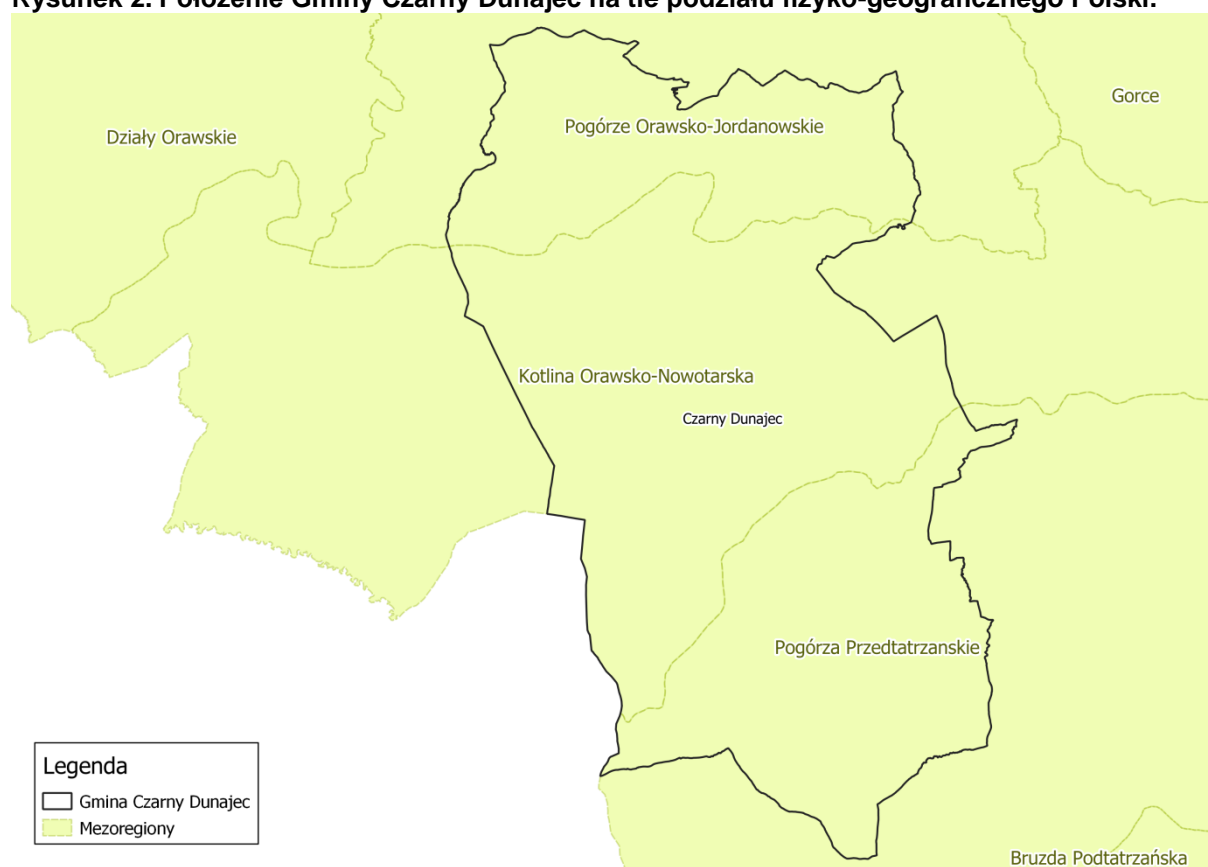 Rysunek 2. Położenie Gminy Czarny Dunajec na tle podziału fizyko-geograficznego Polski.
Gorce
Działy Orawskie
Pogórze Orawsko-Jordanowskie
Kotlina Orawsko-Nowotarska
Czarny Dunajec
Pogórza Przedtatrzanskie
Legenda
Gmina Czarny Dunajec
Mezoregiony
Bruzda Podtatrzańska